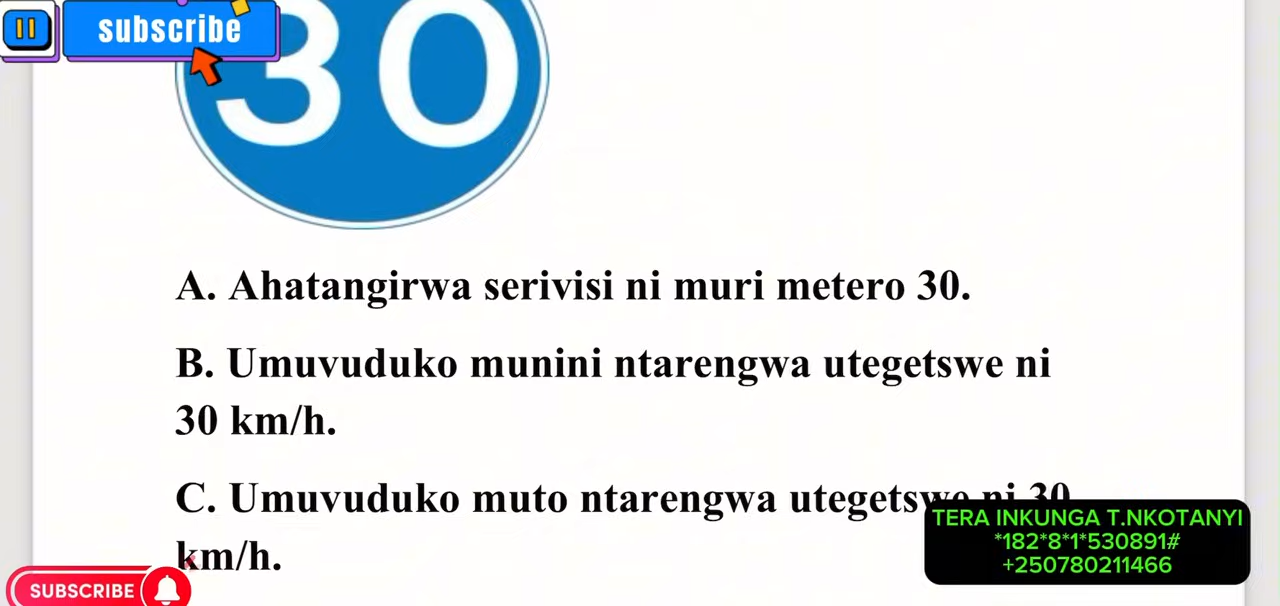 subscribe
30
A. Ahatangirwa serivisi ni muri metero 30.
B. Umuvuduko munini ntarengwa utegetswe ni
30 km/h.
C. Umuvuduko muto ntarengwa utegetswe ni 30
km/h.
TERA INKUNGA T.NKOTANYI
*182*8*1*530891#
+250780211466
SUBSCRIBE